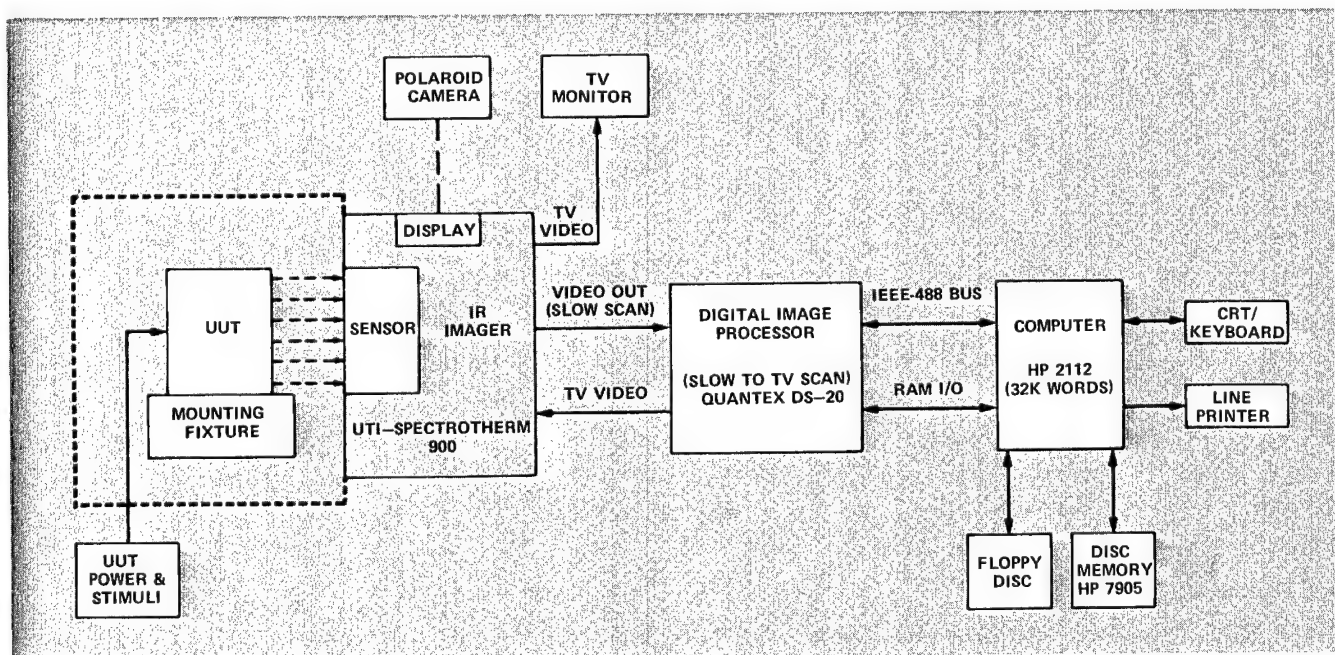 POLAROID
CAMERA
TV
MONITOR
DISPLAY
TV
VIDEO
UUT
SENSOR
IR
IMAGER
VIDEO OUT
(SLOW SCAN)
TV VIDEO
MOUNTING
FIXTURE
UTI–SPECTROTHERM
900
DIGITAL IMAGE
PROCESSOR
(SLOW TO TV SCAN)
QUANTEX DS–20
IEEE-488 BUS
RAM I/O
COMPUTER
HP 2112
(32K WORDS)
CRT/
KEYBOARD
LINE
PRINTER
UUT
POWER &
STIMULI
FLOPPY
DISC
DISC
MEMORY
HP 7905